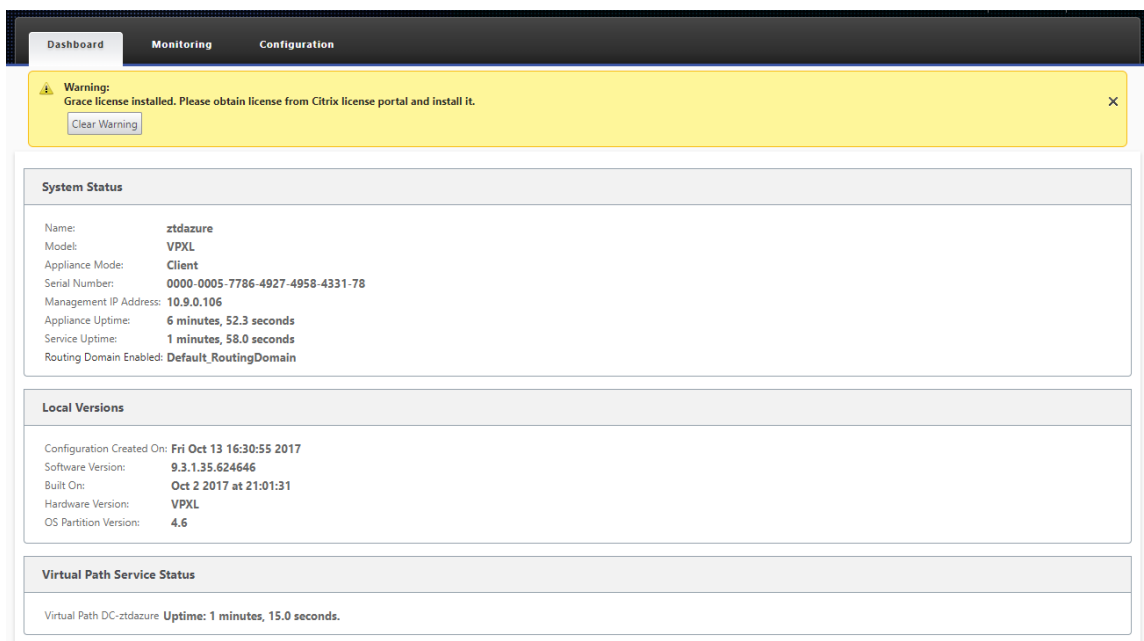 Dashboard Monitoring Configuration
Warning:
Grace license installed. Please obtain license from Citrix license portal and install it.
Clear Warning
System Status
Name: ztdazure
Model: VPXL
Appliance Mode: Client
Serial Number: 0000-0005-7786-4927-4958-4331-78
Management IP Address: 10.9.0.106
Appliance Uptime: 6 minutes, 52.3 seconds
Service Uptime: 1 minutes, 58.0 seconds
Routing Domain Enabled: Default_RoutingDomain
Local Versions
Configuration Created On: Fri Oct 13 16:30:55 2017
Software Version: 9.3.1.35.624646
Built On: Oct 2 2017 at 21:01:31
Hardware Version: VPXL
OS Partition Version: 4.6
Virtual Path Service Status
Virtual Path DC-ztdazure Uptime: 1 minutes, 15.0 seconds.